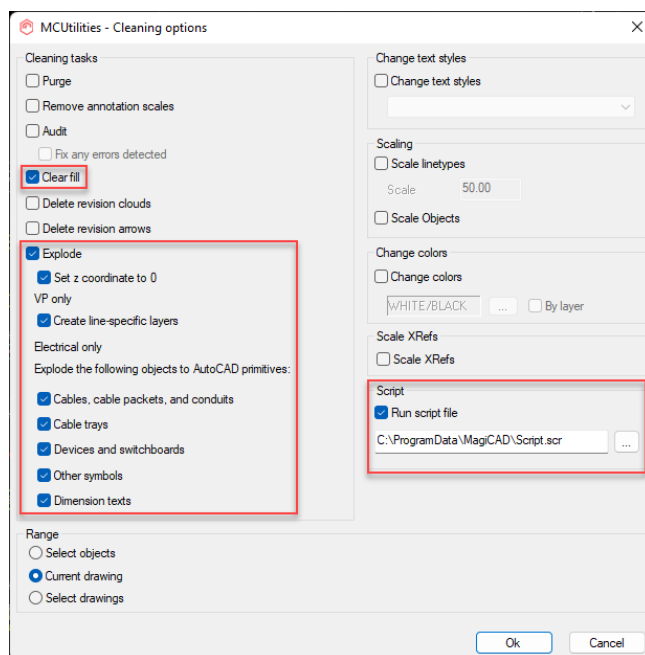 MCUtilities - Cleaning options
Cleaning tasks
Purge
Remove annotation scales
Audit
Fix any errors detected
Clear fill
Delete revision clouds
Delete revision arrows
Explode
Set z coordinate to 0
VP only
Create line-specific layers
Electrical only
Explode the following objects to AutoCAD primitives:
Cables, cable packets, and conduits
Cable trays
Devices and switchboards
Other symbols
Dimension texts
Change text styles
Change text styles
Scaling
Scale linetypes
Scale 50.00
Scale Objects
Change colors
Change colors
WHITE/BLACK ... By layer
Scale XRefs
Scale XRefs
Script
Run script file
C:\ProgramData\MagiCAD\Script.scr ...
Range
Select objects
Current drawing
Select drawings
Ok Cancel